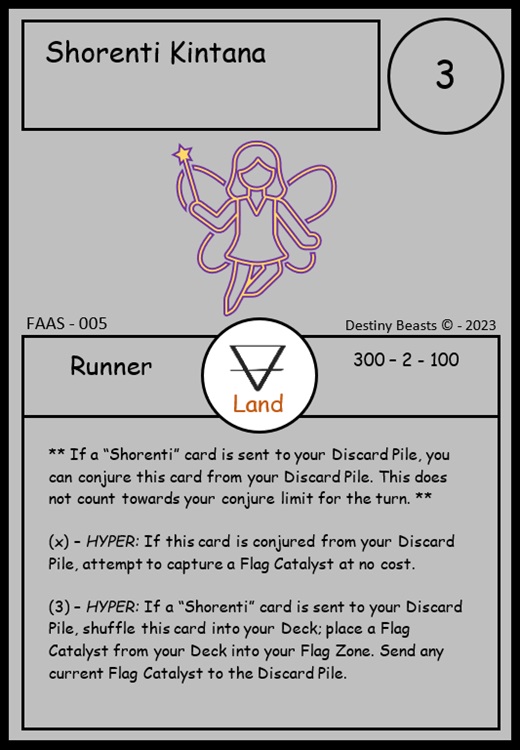 Shorenti Kintana
3
FAAS - 005
Destiny Beasts © - 2023
Runner
300 – 2 - 100
Land
** If a “Shorenti” card is sent to your Discard Pile, you
can conjure this card from your Discard Pile. This does
not count towards your conjure limit for the turn. **
(x) – HYPER: If this card is conjured from your Discard
Pile, attempt to capture a Flag Catalyst at no cost.
(3) – HYPER: If a “Shorenti” card is sent to your Discard
Pile, shuffle this card into your Deck; place a Flag
Catalyst from your Deck into your Flag Zone. Send any
current Flag Catalyst to the Discard Pile.